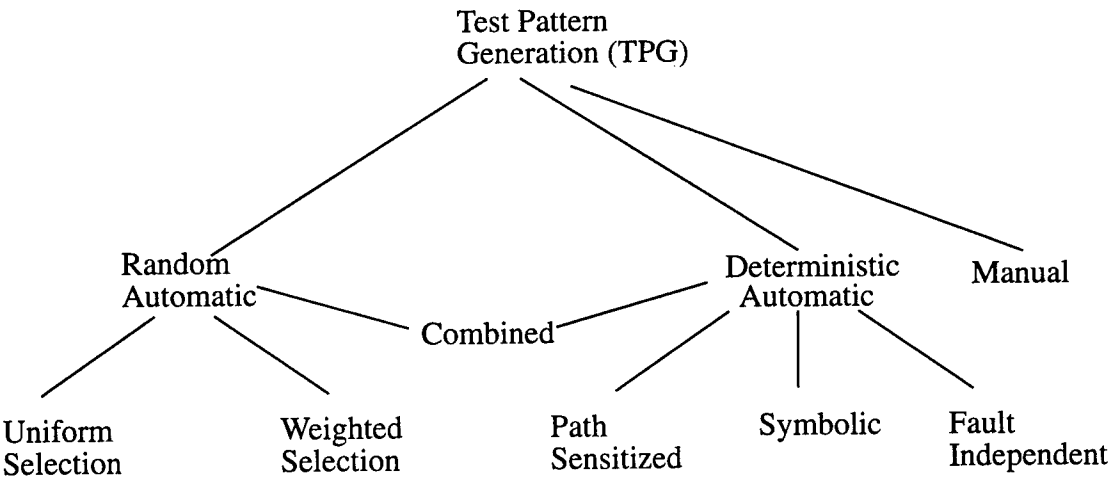 Test Pattern
Generation (TPG)
Random
Automatic
Deterministic
Automatic
Manual
Combined
Uniform
Selection
Weighted
Selection
Path
Sensitized
Symbolic
Fault
Independent